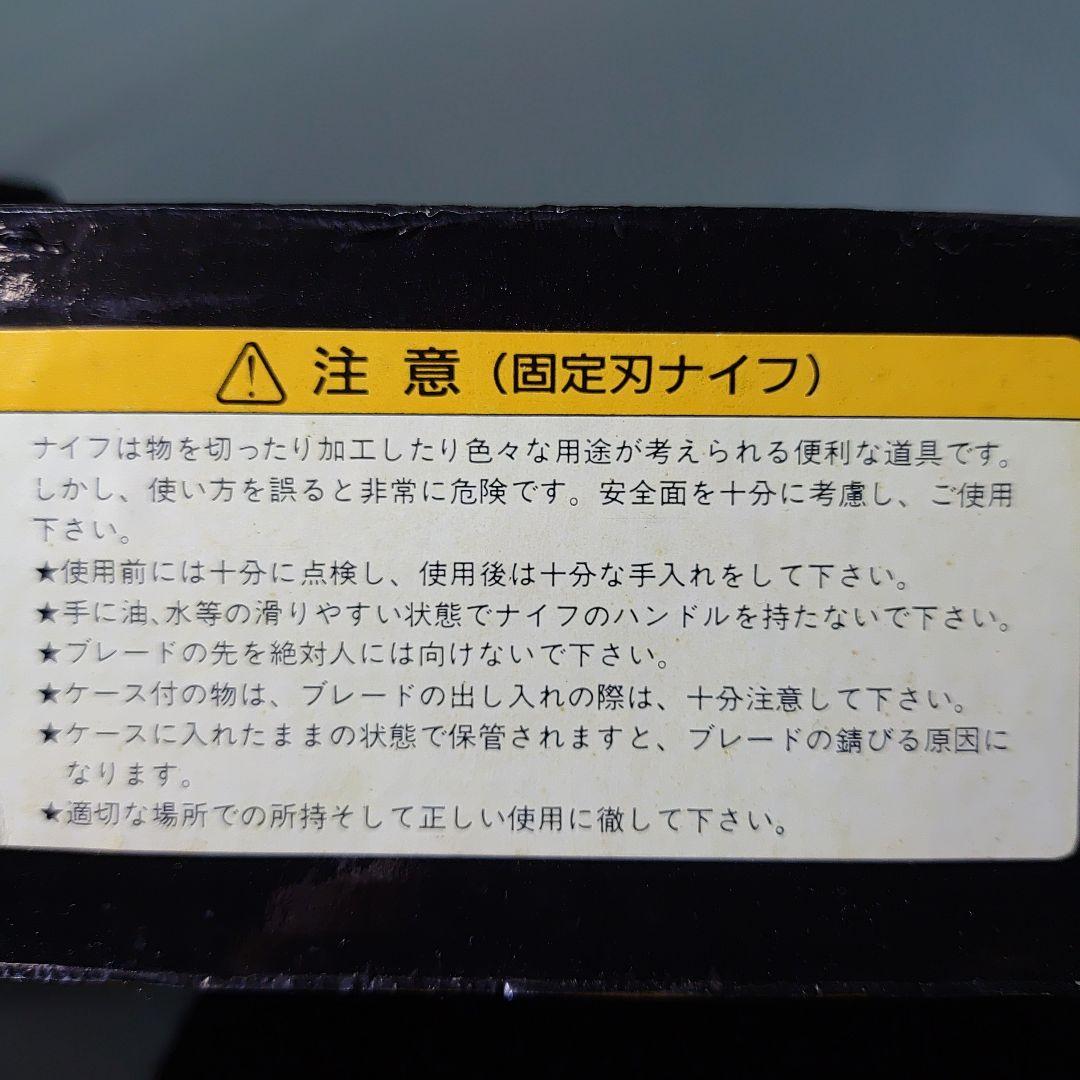 注意（固定刃ナイフ）
ナイフは物を切ったり加工したり色々な用途が考えられる便利な道具です。
しかし、使い方を誤ると非常に危険です。安全面を十分に考慮し、ご使用
下さい。
★使用前には十分に点検し、使用後は十分な手入れをして下さい。
★手に油、水等の滑りやすい状態でナイフのハンドルを持たないで下さい。
★ブレードの先を絶対人には向けないで下さい。
★ケース付の物は、ブレードの出し入れの際は、十分注意して下さい。
★ケースに入れたままの状態で保管されますと、ブレードの錆びる原因に
なります。
★適切な場所での所持そして正しい使用に徹して下さい。